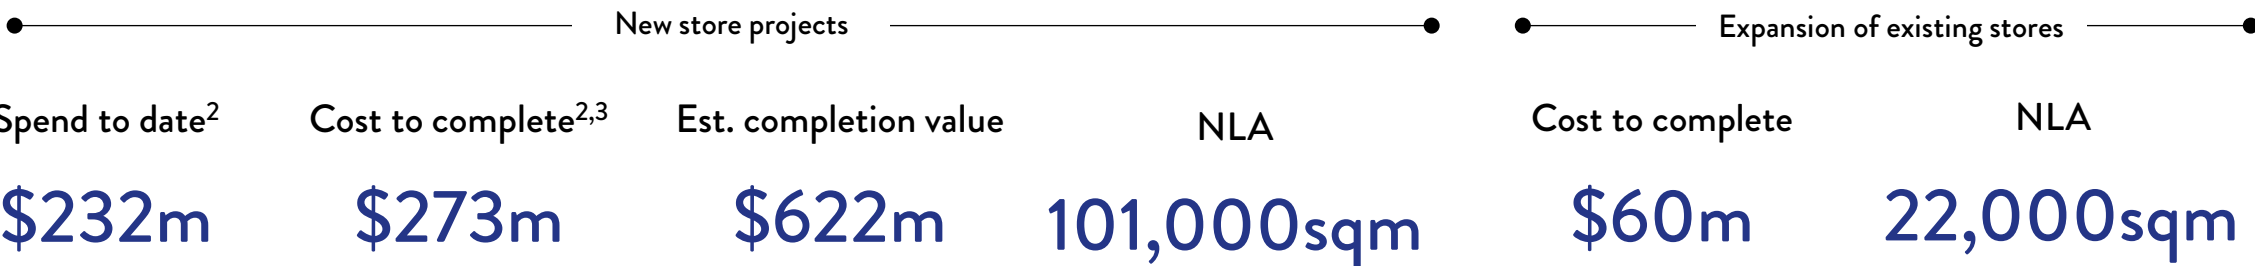 New store projects
Expansion of existing stores
Spend to date²
Cost to complete²,³
Est. completion value
NLA
Cost to complete
NLA
$232m
$273m
$622m
101,000sqm
$60m
22,000sqm